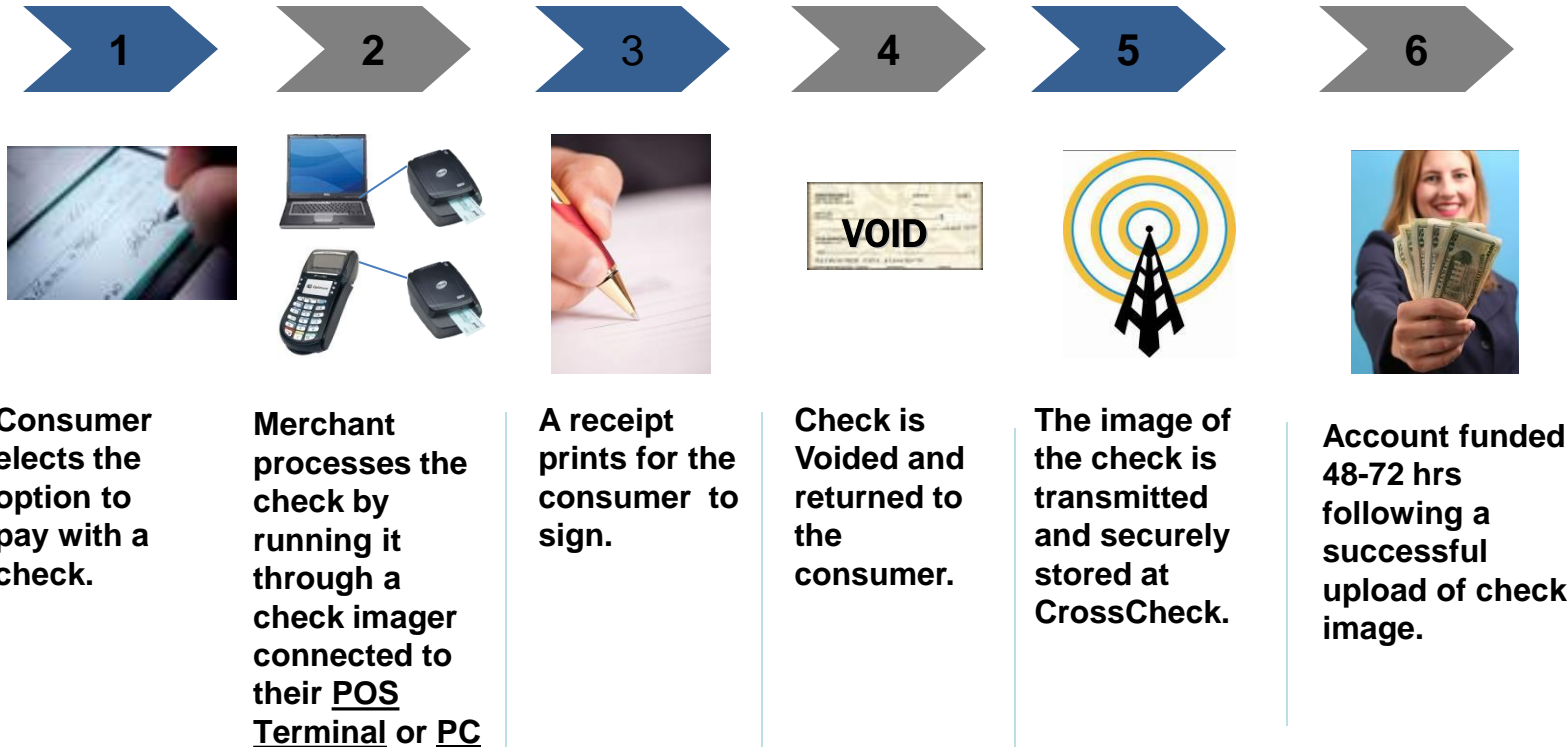 1
2
3
4
5
6
VOID
Consumer
elects the
option to
pay with a
check.
Merchant
processes the
check by
running it
through a
check imager
connected to
their POS
Terminal or PC
A receipt
prints for the
consumer to
sign.
Check is
Voided and
returned to
the
consumer.
The image of
the check is
transmitted
and securely
stored at
CrossCheck.
Account funded
48-72 hrs
following a
successful
upload of check
image.